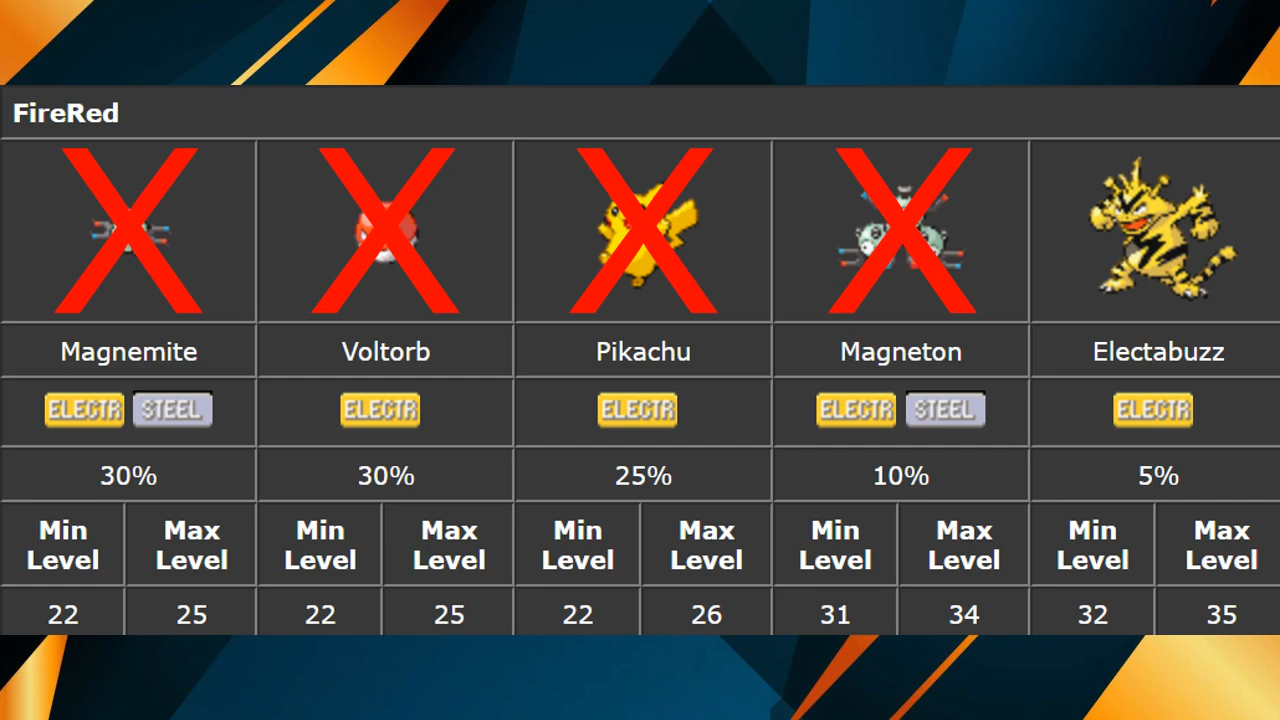 FireRed
Magnemite Voltorb Pikachu Magneton Electabuzz
ELECTR STEEL ELECTR ELECTR ELECTR STEEL ELECTR
30% 30% 25% 10% 5%
Min Max Min Max Min Max Min Max Min Max
Level Level Level Level Level Level Level Level Level Level
22 25 22 25 22 26 31 34 32 35